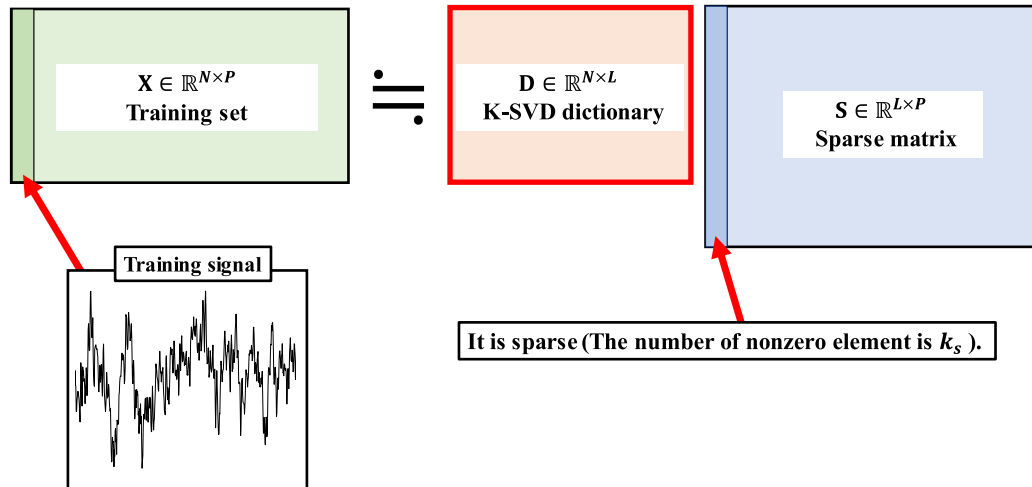 𝐗 ∈ ℝ^{𝑵×𝑷}
Training set
≒
𝐃 ∈ ℝ^{𝑵×𝑳}
K-SVD dictionary
𝐒 ∈ ℝ^{𝑳×𝑷}
Sparse matrix
Training signal
It is sparse (The number of nonzero element is 𝒌_𝒔 ).